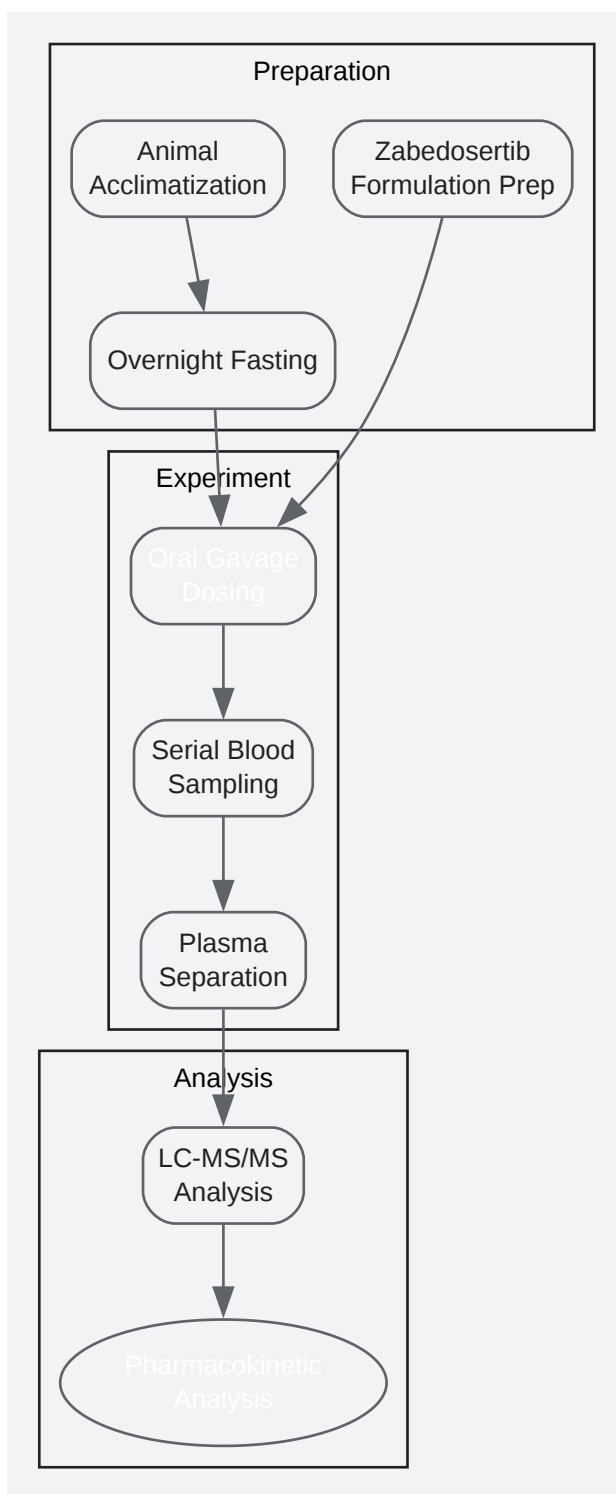 Preparation
Animal
Acclimatization
Zabedosertib
Formulation Prep
Overnight Fasting
Experiment
Oral Gavage
Dosing
Serial Blood
Sampling
Plasma
Separation
Analysis
LC-MS/MS
Analysis
Pharmacokinetic
Analysis